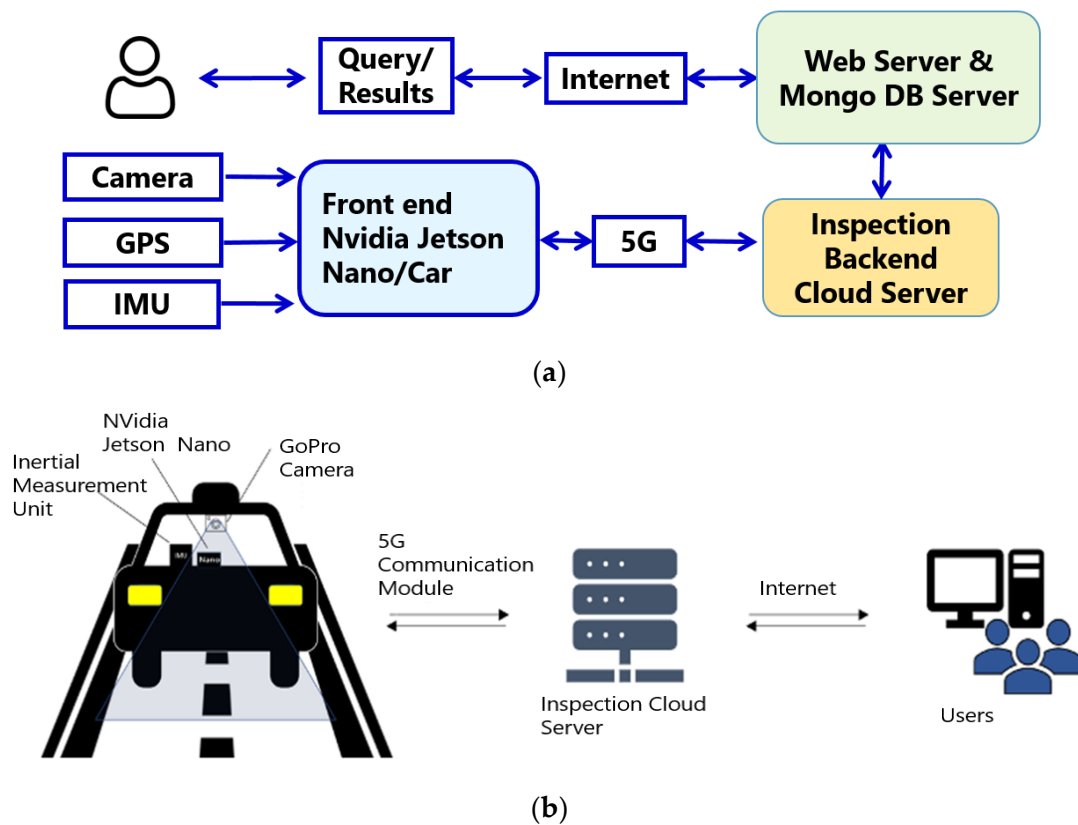 Query/
Results
Internet
Web Server &
Mongo DB Server
Camera
GPS
IMU
Front end
Nvidia Jetson
Nano/Car
5G
Inspection
Backend
Cloud Server
(a)
NVidia
Jetson Nano
GoPro
Camera
Inertial
Measurement
Unit
IMU
Nano
5G
Communication
Module
Internet
Inspection Cloud
Server
Users
(b)